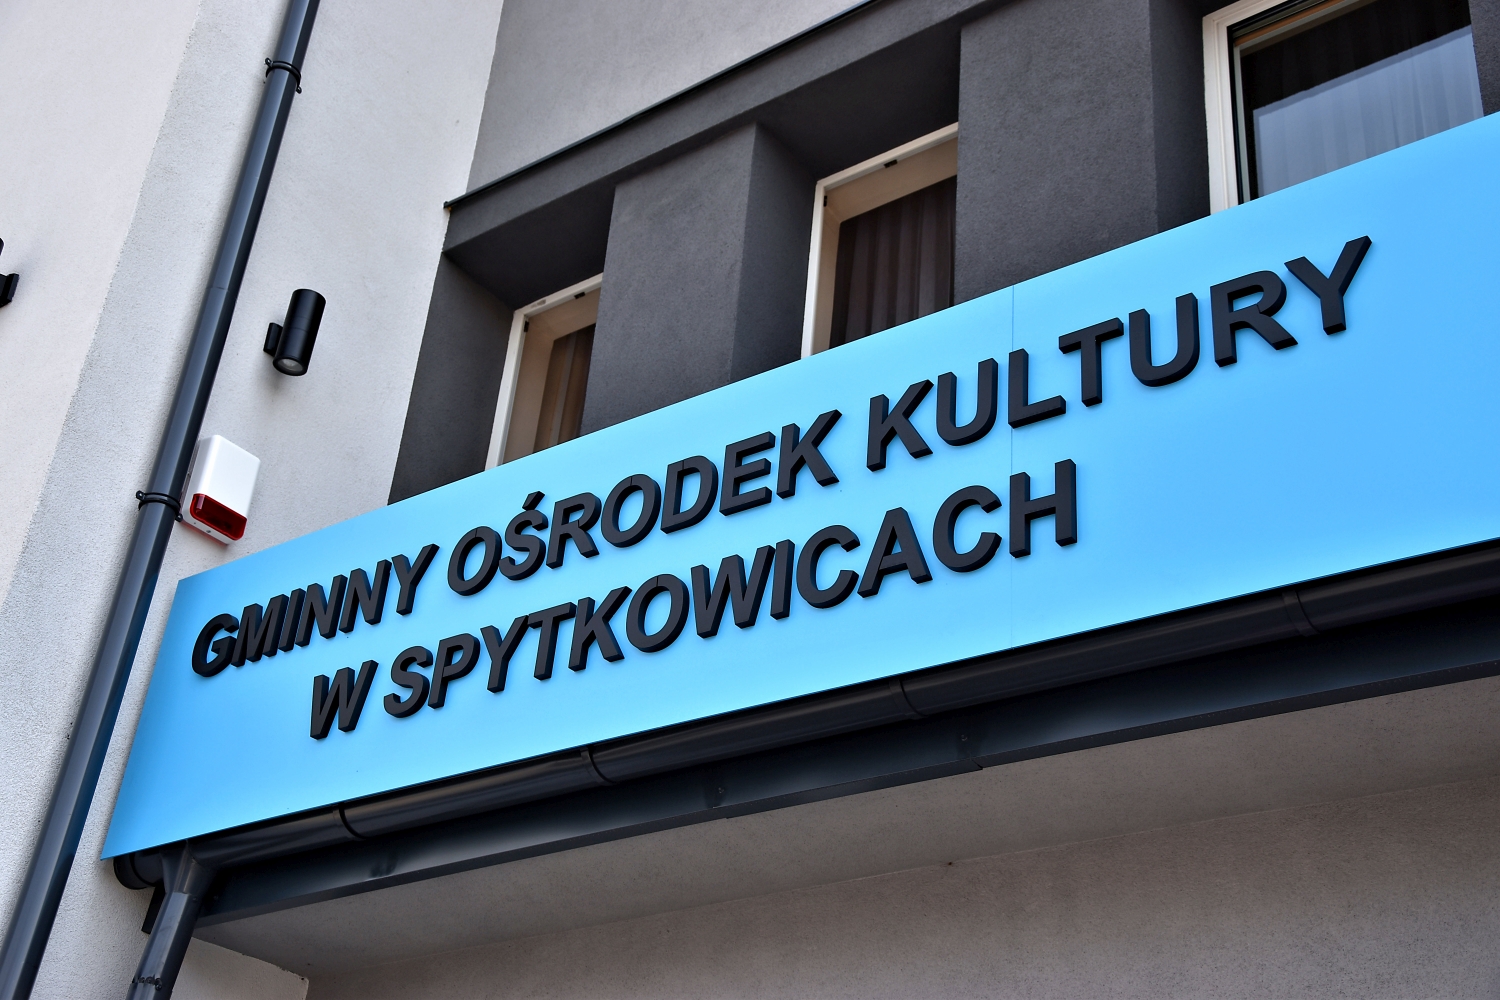 GMINNY OŚRODEK KULTURY
W SPYTKOWICACH